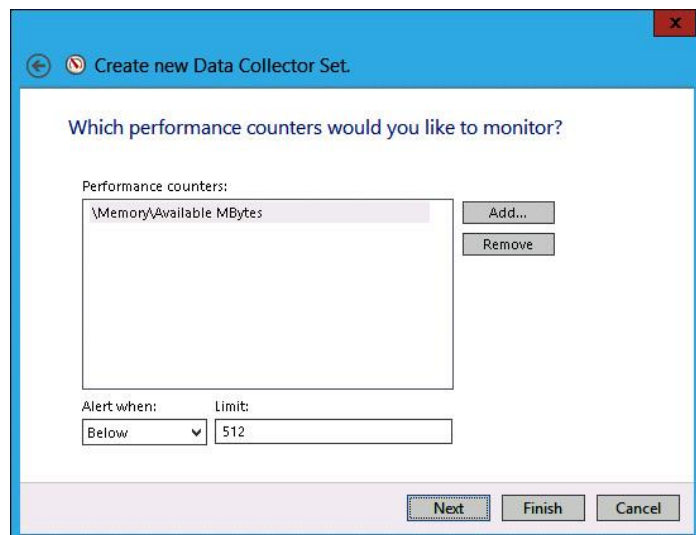 x
Create new Data Collector Set.
Which performance counters would you like to monitor?
Performance counters:
\Memory\Available MBytes
Add...
Remove
Alert when: Limit:
Below 512
Next Finish Cancel